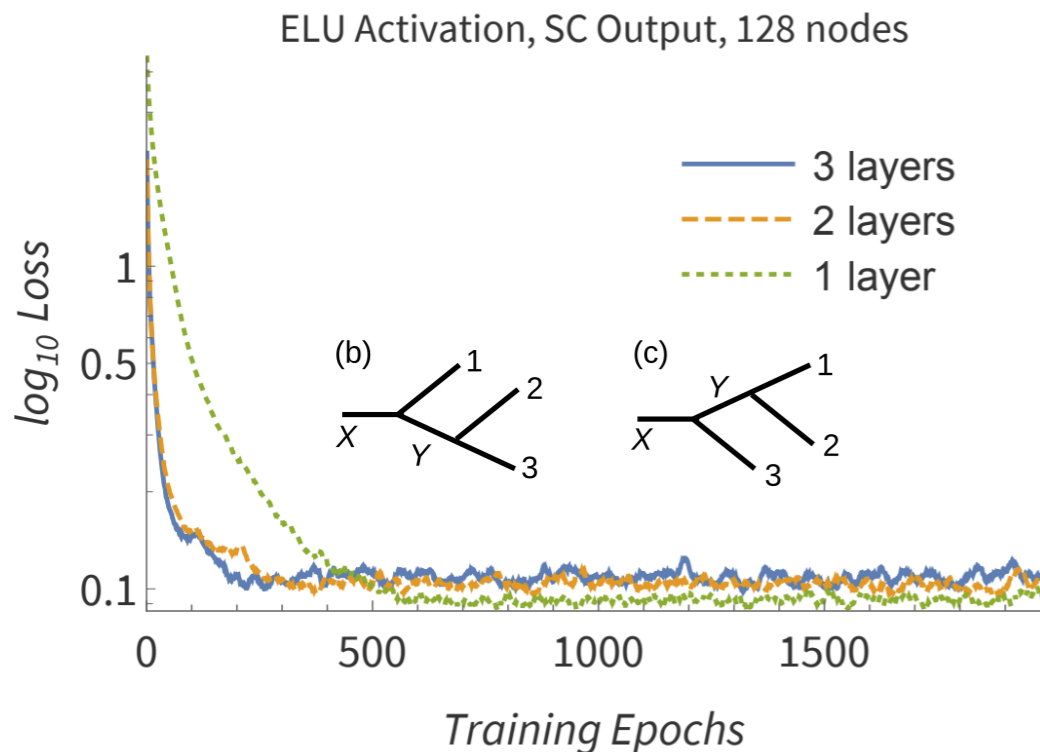 ELU Activation, SC Output, 128 nodes
3 layers
2 layers
1 layer
log10 Loss
1
0.5
0.1
(b)
1
2
3
X
Y
(c)
1
2
3
X
Y
0
500
1000
1500
Training Epochs